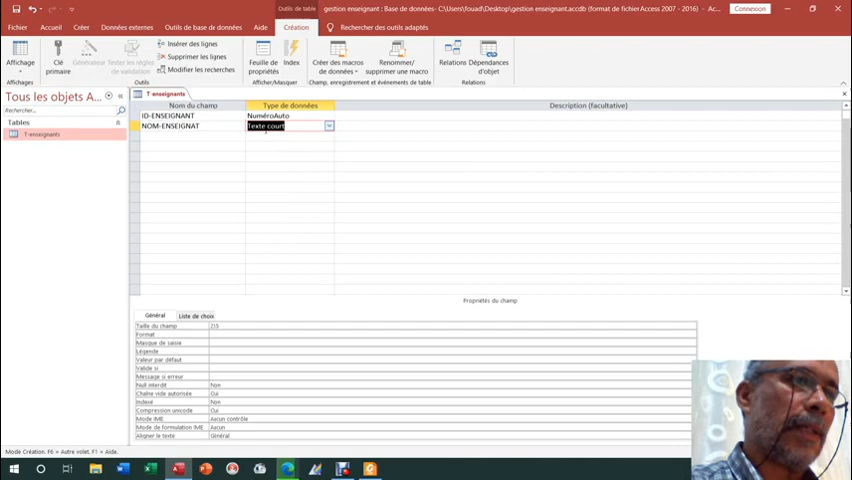 gestion enseignant : Base de données- C:\Users\fouad\Desktop\gestion enseignant.accdb (format de fichier Access 2007 - 2016) - Ac...
Outils de table
Connexion
Fichier Accueil Créer Données externes Outils de base de données Aide Création Rechercher des outils adaptés
Affichage
Clé primaire
Générateur
Tester les règles de validation
Insérer des lignes
Supprimer les lignes
Modifier les recherches
Feuille de propriétés
Index
Créer des macros de données
Renommer/ supprimer une macro
Relations
Dépendances d'objet
Affichages Outils Afficher/Masquer Champ, enregistrement et événements de table Relations
Tous les objets A...
Rechercher...
Tables
T-enseignants
T enseignants
Nom du champ Type de données Description (facultative)
ID-ENSEIGNANT NuméroAuto
NOM-ENSEIGNAT Texte court
Propriétés du champ
Général Liste de choix
Taille du champ 255
Format
Masque de saisie
Légende
Valeur par défaut
Valide si
Message si erreur
Null interdit Non
Chaîne vide autorisée Oui
Indexé Non
Compression unicode Oui
Mode IME Aucun contrôle
Mode de formulation IME Aucun
Aligner le texte Général
Mode Création. F6 = Autre volet. F1 = Aide.